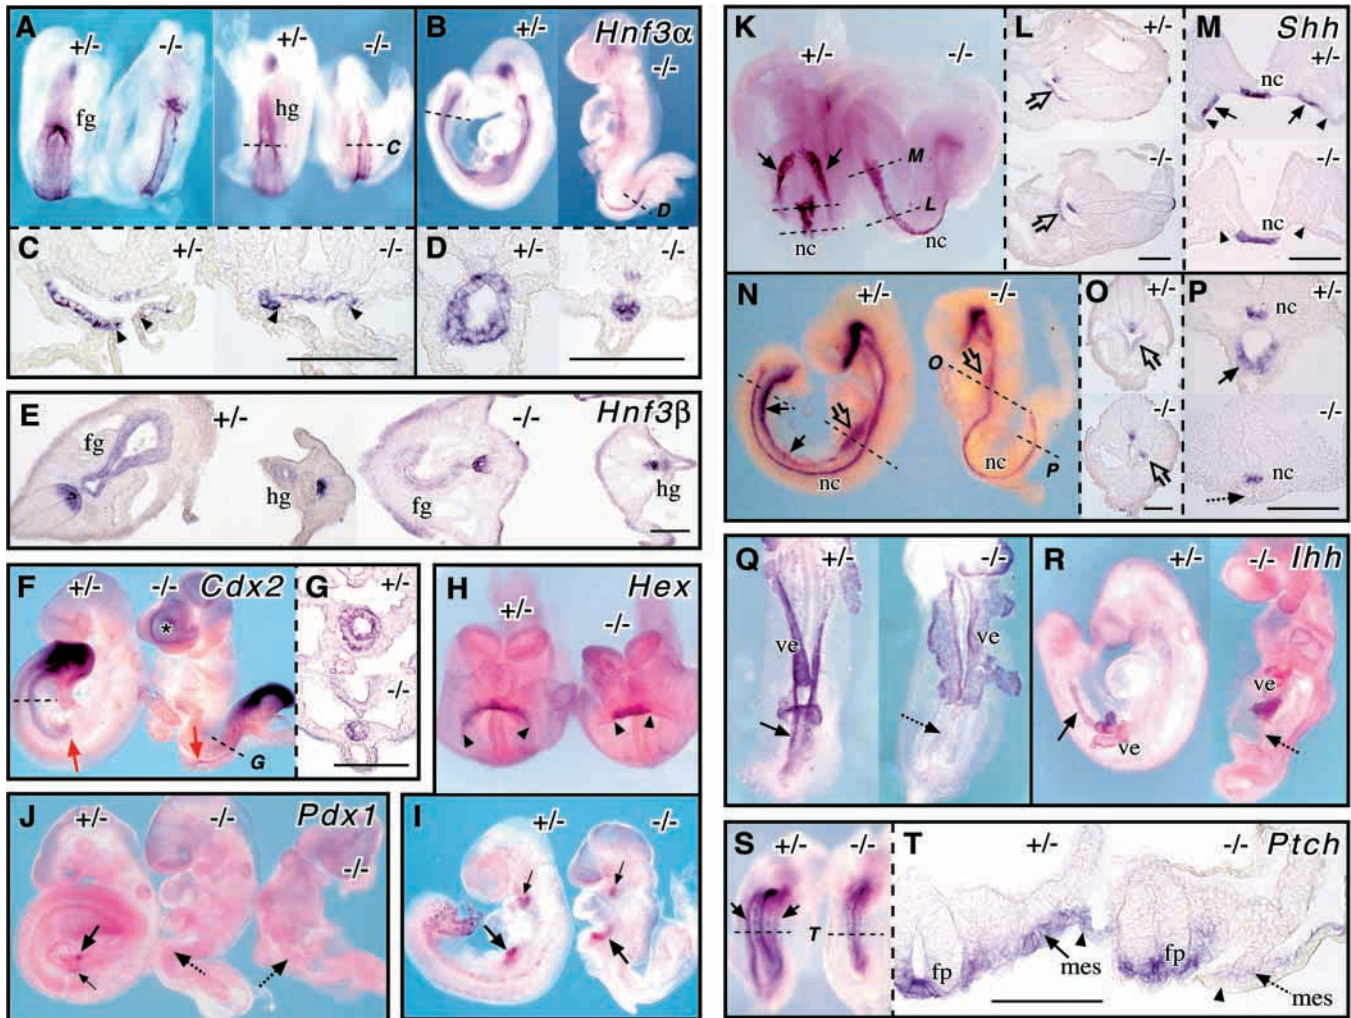 A +/- -/- +/- -/-
fg hg C
B +/- Hnf3α
-/-
D
C +/- -/-
D +/- -/-
E +/- -/- Hnf3β
fg hg fg hg
F +/- -/- Cdx2
*
G
G +/-
-/-
H Hex
+/- -/-
J +/- -/- Pdx1
-/-
I +/- -/-
K +/- -/-
M
L
nc nc
L +/-
-/-
M Shh
+/-
nc
-/-
nc
N +/- -/-
O
nc nc P
O +/-
-/-
P +/-
nc
-/-
nc
Q +/- -/-
ve ve
R +/- -/- Ihh
ve ve
S +/- -/-
T
T +/- -/- Ptch
fp mes fp mes